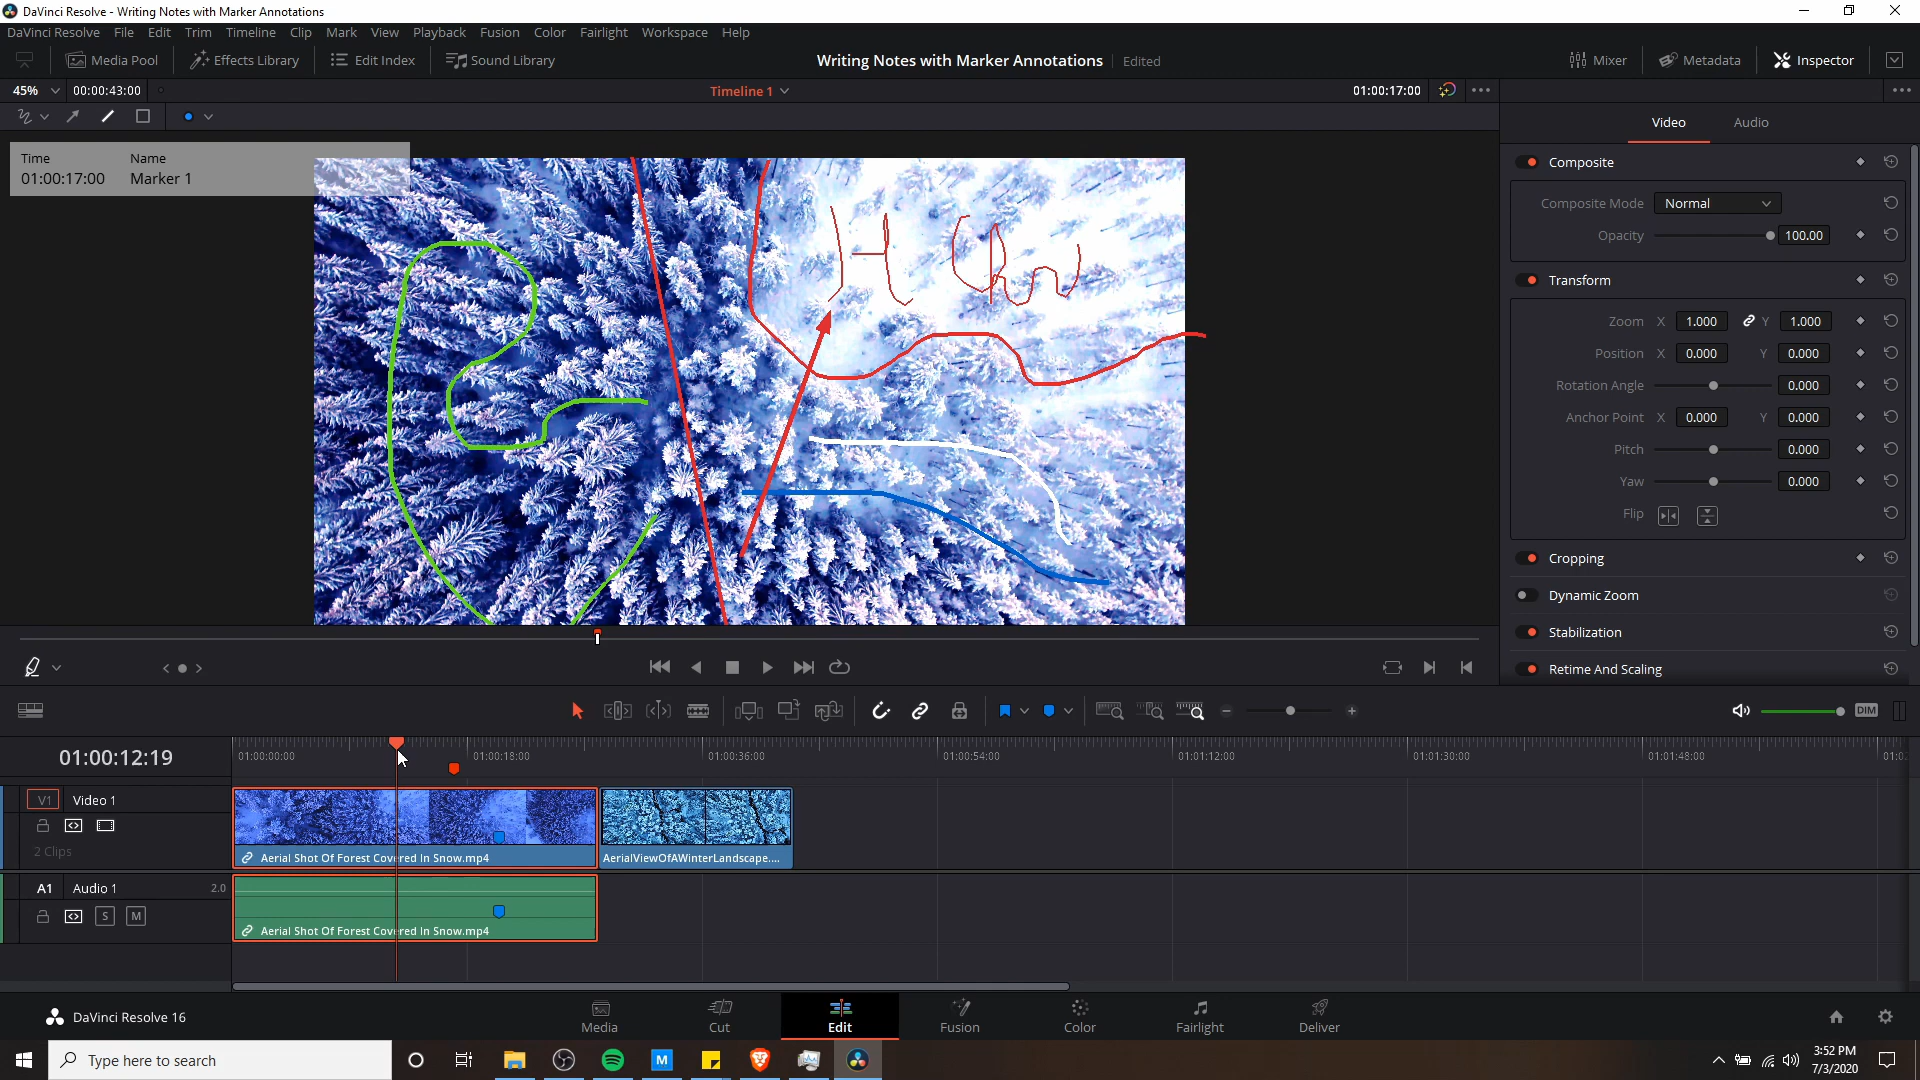 DaVinci Resolve - Writing Notes with Marker Annotations
DaVinci Resolve File Edit Trim Timeline Clip Mark View Playback Fusion Color Fairlight Workspace Help
Media Pool Effects Library Edit Index Sound Library Writing Notes with Marker Annotations Edited Mixer Metadata Inspector
45% 00:00:43:00 Timeline 1 01:00:17:00
Video Audio
Time Name
01:00:17:00 Marker 1
Composite
Composite Mode Normal
Opacity 100.00
Transform
Zoom X 1.000 Y 1.000
Position X 0.000 Y 0.000
Rotation Angle 0.000
Anchor Point X 0.000 Y 0.000
Pitch 0.000
Yaw 0.000
Flip
Cropping
Dynamic Zoom
Stabilization
Retime And Scaling
DIM
01:00:12:19 01:00:00:00 01:00:18:00 01:00:36:00 01:00:54:00 01:01:12:00 01:01:30:00 01:01:48:00 01:0
V1 Video 1
2 Clips
Aerial Shot Of Forest Covered In Snow.mp4 AerialViewOfAWinterLandscape....
A1 Audio 1 2.0
S M
Aerial Shot Of Forest Covered In Snow.mp4
DaVinci Resolve 16 Media Cut Edit Fusion Color Fairlight Deliver
Type here to search M 3:52 PM
7/3/2020